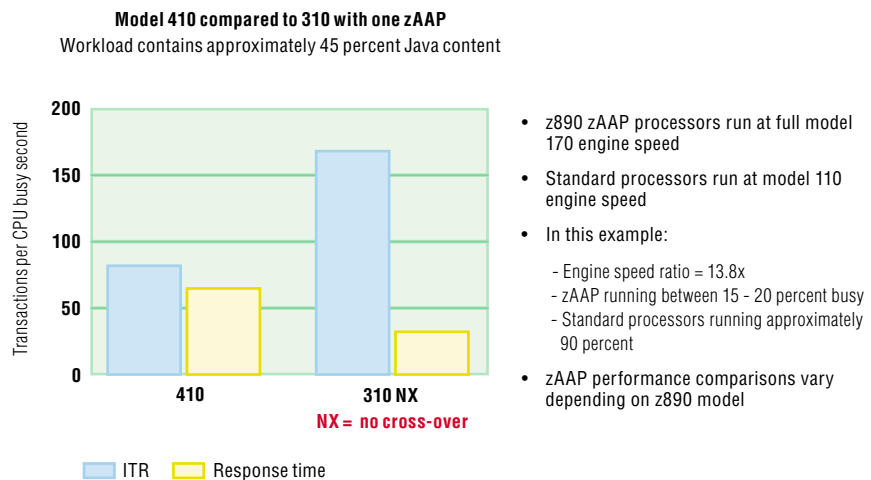 Model 410 compared to 310 with one zAAP
Workload contains approximately 45 percent Java content
Transactions per CPU busy second
200
150
100
50
0
410
310 NX
NX = no cross-over
ITR
Response time
• z890 zAAP processors run at full model
170 engine speed
• Standard processors run at model 110
engine speed
• In this example:
- Engine speed ratio = 13.8x
- zAAP running between 15 - 20 percent busy
- Standard processors running approximately
90 percent
• zAAP performance comparisons vary
depending on z890 model